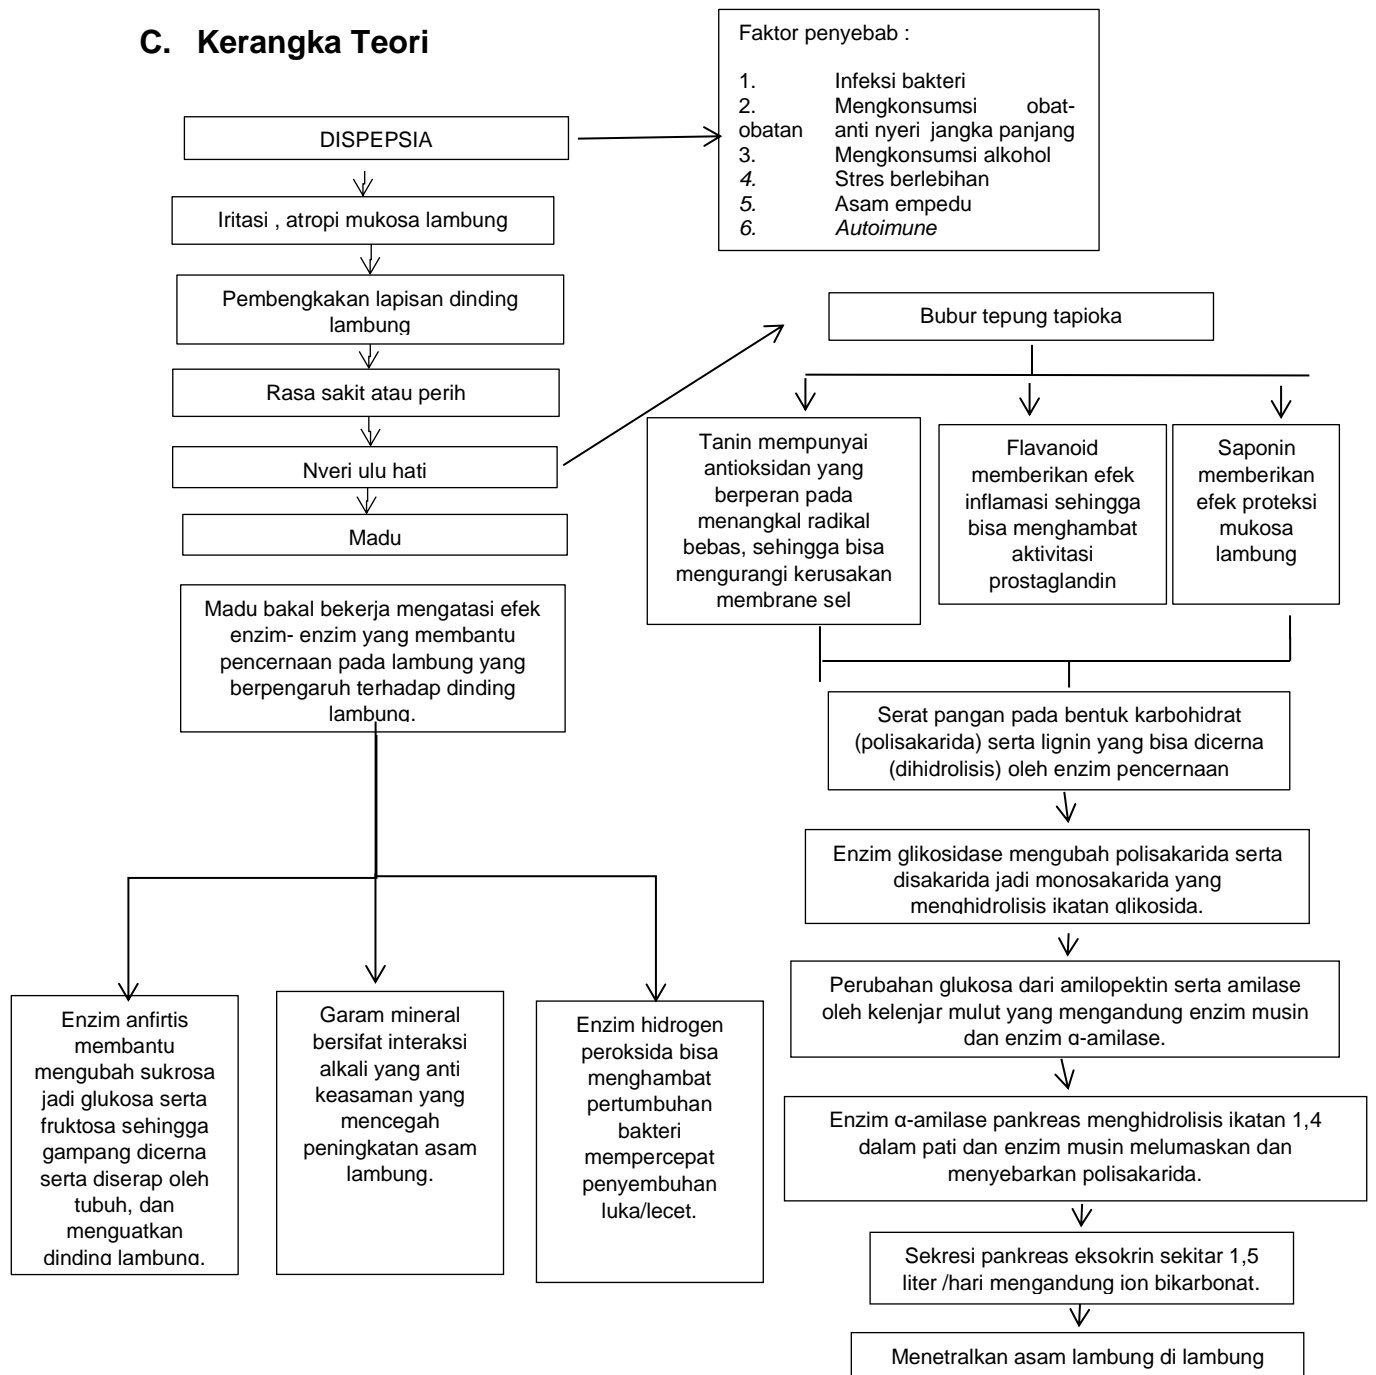 C. Kerangka Teori
Faktor penyebab :
1. Infeksi bakteri
2. Mengkonsumsi obat-
obatan anti nyeri jangka panjang
3. Mengkonsumsi alkohol
4. Stres berlebihan
5. Asam empedu
6. Autoimune
DISPEPSIA
Iritasi , atropi mukosa lambung
Pembengkakan lapisan dinding
lambung
Rasa sakit atau perih
Nyeri ulu hati
Madu
Madu bakal bekerja mengatasi efek
enzim- enzim yang membantu
pencernaan pada lambung yang
berpengaruh terhadap dinding
lambung.
Enzim anfirtis
membantu
mengubah sukrosa
jadi glukosa serta
fruktosa sehingga
gampang dicerna
serta diserap oleh
tubuh, dan
menguatkan
dinding lambung.
Garam mineral
bersifat interaksi
alkali yang anti
keasaman yang
mencegah
peningkatan asam
lambung.
Enzim hidrogen
peroksida bisa
menghambat
pertumbuhan
bakteri
mempercepat
penyembuhan
luka/lecet.
Bubur tepung tapioka
Tanin mempunyai
antioksidan yang
berperan pada
menangkal radikal
bebas, sehingga bisa
mengurangi kerusakan
membrane sel
Flavanoid
memberikan efek
inflamasi sehingga
bisa menghambat
aktivitasi
prostaglandin
Saponin
memberikan
efek proteksi
mukosa
lambung
Serat pangan pada bentuk karbohidrat
(polisakarida) serta lignin yang bisa dicerna
(dihidrolisis) oleh enzim pencernaan
Enzim glikosidase mengubah polisakarida serta
disakarida jadi monosakarida yang
menghidrolisis ikatan glikosida.
Perubahan glukosa dari amilopektin serta amilase
oleh kelenjar mulut yang mengandung enzim musin
dan enzim α-amilase.
Enzim α-amilase pankreas menghidrolisis ikatan 1,4
dalam pati dan enzim musin melumaskan dan
menyebarkan polisakarida.
Sekresi pankreas eksokrin sekitar 1,5
liter /hari mengandung ion bikarbonat.
Menetralkan asam lambung di lambung